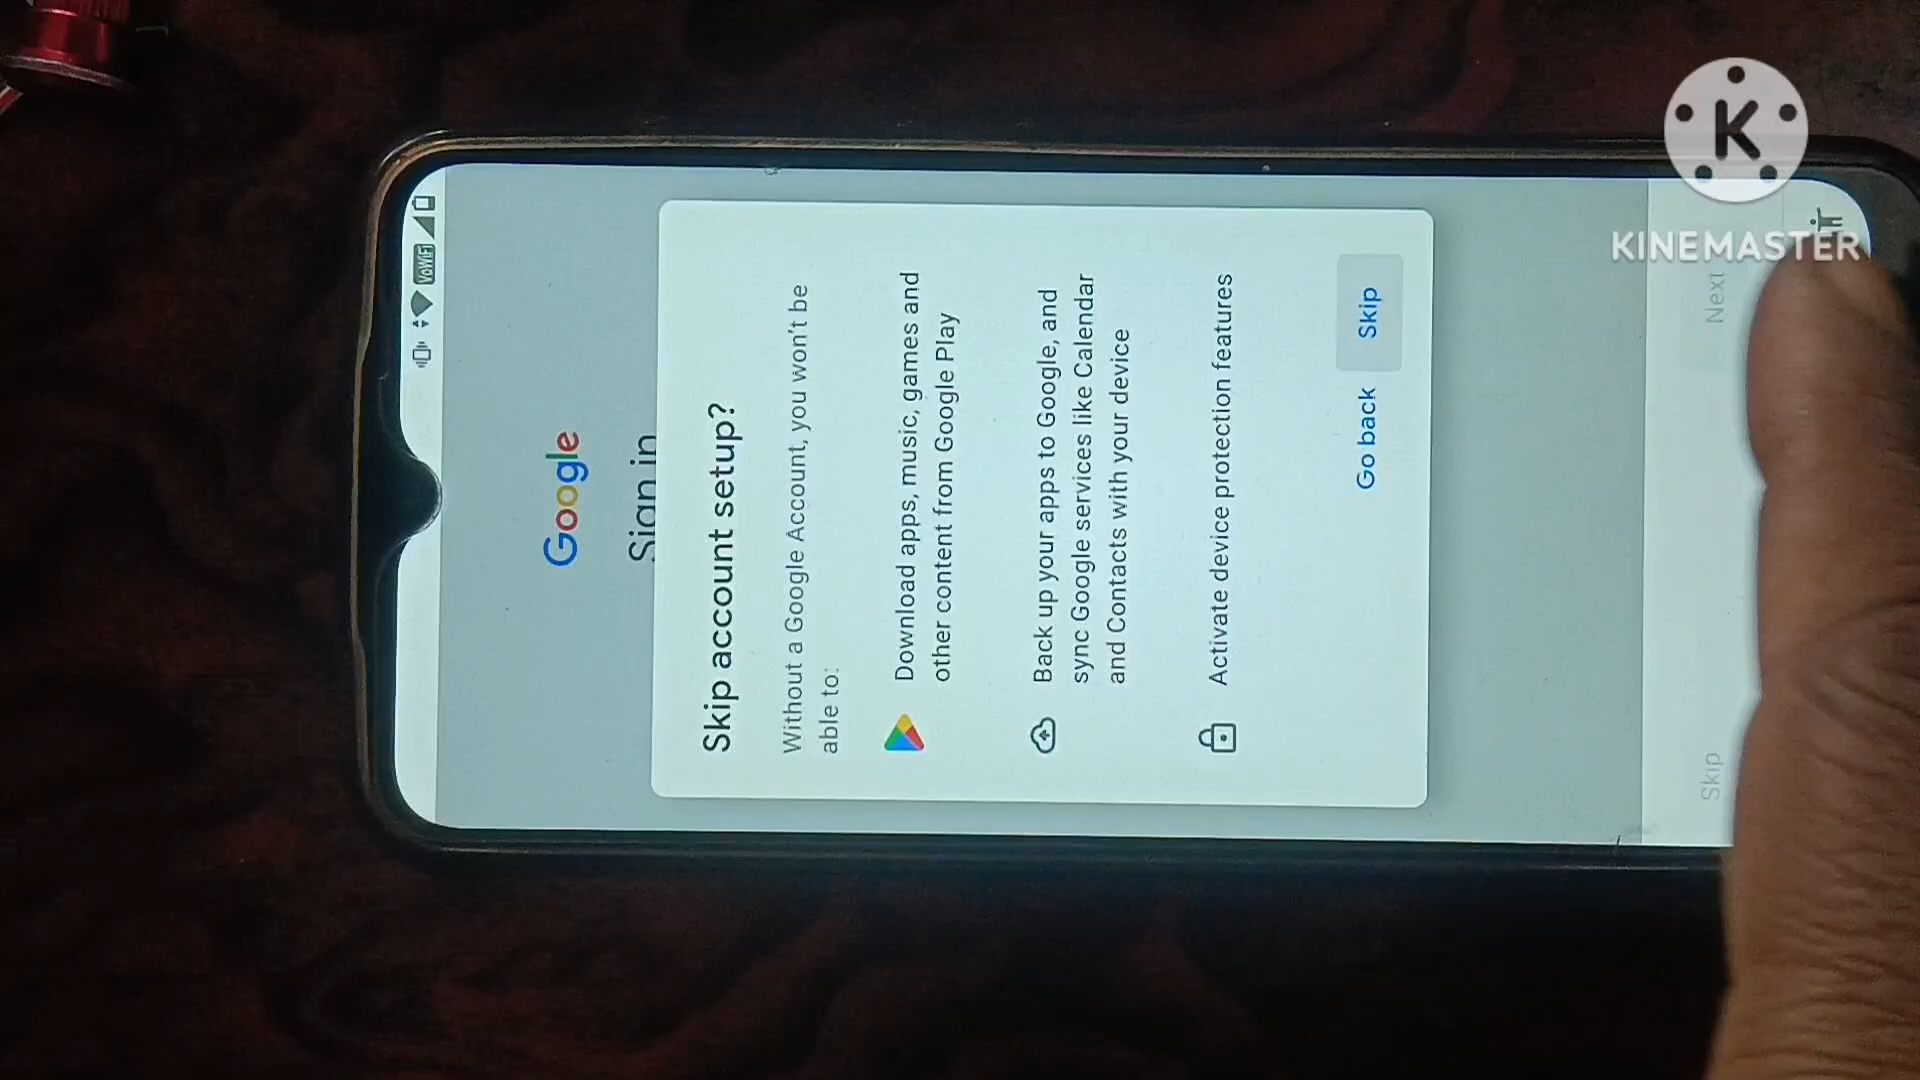 VoWiFi
Google
Sign in
Skip account setup?
Without a Google Account, you won't be
able to:
Download apps, music, games and
other content from Google Play
Back up your apps to Google, and
sync Google services like Calendar
and Contacts with your device
Activate device protection features
Go back
Skip
Skip
Next
K
KINEMASTER